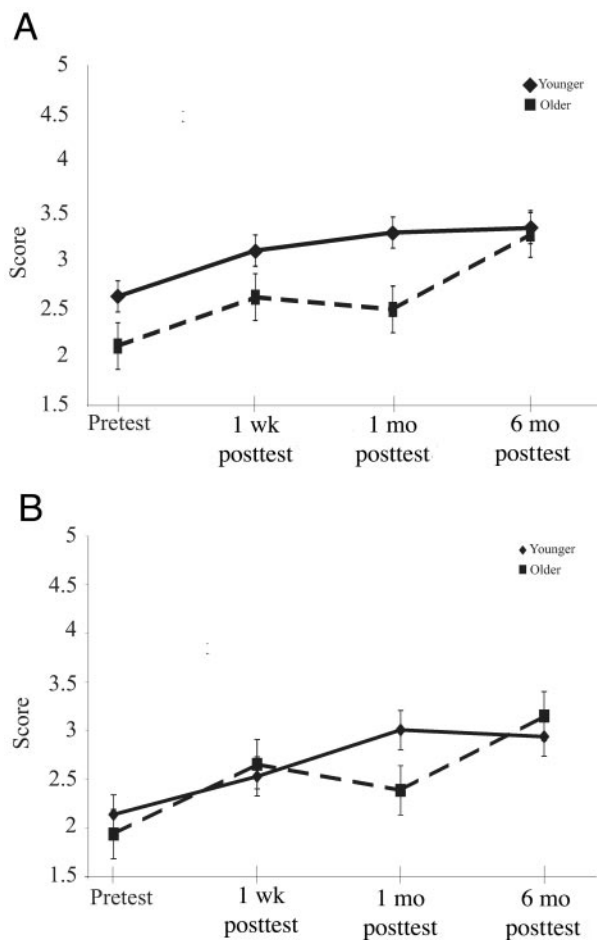 A
5
4.5
4
3.5
3
2.5
2
1.5
Score
Younger
Older
Pretest
1 wk
posttest
1 mo
posttest
6 mo
posttest
B
5
4.5
4
3.5
3
2.5
2
1.5
Score
Younger
Older
Pretest
1 wk
posttest
1 mo
posttest
6 mo
posttest